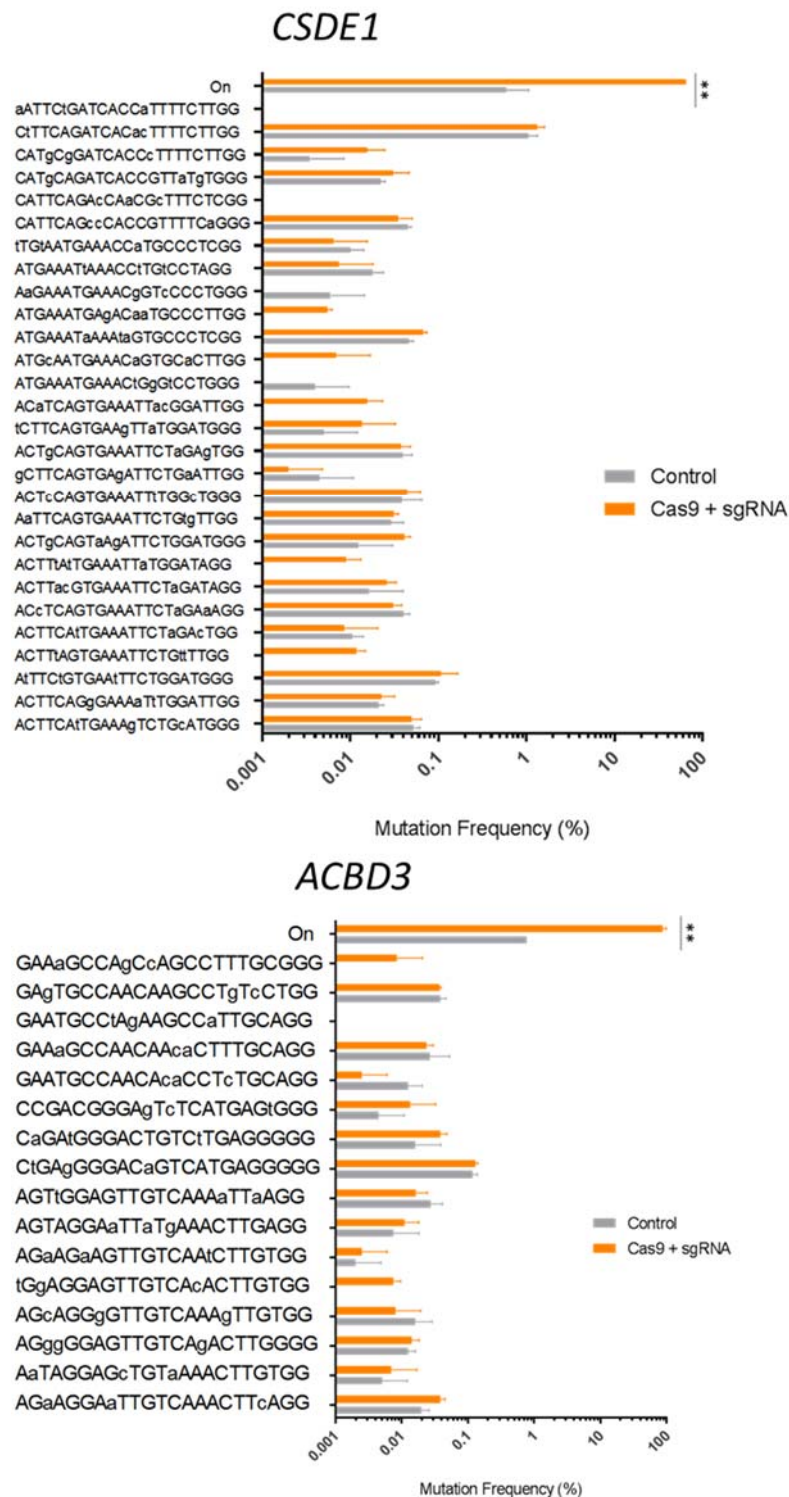 CSDE1
On
**
aATTCtGATCACCaTTTTCTTGG
CtTTCAGATCACacTTTTCTTGG
CATgCgGATCACCcTTTTCTTGG
CATgCAGATCACCGTTaTgTGGG
CATTCAGAcCAaCGcTTTCTCGG
CATTCAGccCACCGTTTTCaGGG
tTGtAATGAAACCaTGCCCTCGG
ATGAAATtAAACCtTGtCCTAGG
AaGAAATGAAACgGTcCCCTGGG
ATGAAATGAgACaaTGCCCTTGG
ATGAAATaAAAtaGTGCCCTCGG
ATGcAATGAAACaGTGCaCTTGG
ATGAAATGAAACtGgGtCCTGGG
ACaTCAGTGAAATTacGGATTGG
tCTTCAGTGAAgTTaTGGATGGG
ACTgCAGTGAAATTCTaGAgTGG
gCTTCAGTGAgATTCTGaATTGG
ACTcCAGTGAAATTtTGGcTGGG
AaTTCAGTGAAATTCTGtgTTGG
ACTgCAGTaAgATTCTGGATGGG
ACTTtAtTGAAATTaTGGATAGG
ACTTacGTGAAATTCTaGATAGG
ACcTCAGTGAAATTCTaGAaAGG
ACTTCAtTGAAATTCTaGAcTGG
ACTTtAGTGAAATTCTGttTTGG
AtTTCtGTGAAtTTCTGGATGGG
ACTTCAGgGAAAaTtTGGATTGG
ACTTCAtTGAAAgTCTGcATGGG
Control
Cas9 + sgRNA
0.001 0.01 0.1 1 10 100
Mutation Frequency (%)
ACBD3
On
**
GAAaGCCAgCcAGCCTTTGCGGG
GAgTGCCAACAAGCCTgTcCTGG
GAATGCCtAgAAGCCaTTGCAGG
GAAaGCCAACAAcaCTTTGCAGG
GAATGCCAACAcaCCTcTGCAGG
CCGACGGGAgTcTCATGAGtGGG
CaGAtGGGACTGTCtTGAGGGGG
CtGAgGGGACaGTCATGAGGGGG
AGTtGGAGTTGTCAAAaTTaAGG
AGTAGGAaTTaTgAAACTTGAGG
AGaAGaAGTTGTCAAtCTTGTGG
tGgAGGAGTTGTCAcACTTGTGG
AGcAGGgGTTGTCAAAgTTGTGG
AGggGGAGTTGTCAgACTTGGGG
AaTAGGAGcTGTaAAACTTGTGG
AGaAGGAaTTGTCAAACTTcAGG
Control
Cas9 + sgRNA
0.001 0.01 0.1 1 10 100
Mutation Frequency (%)